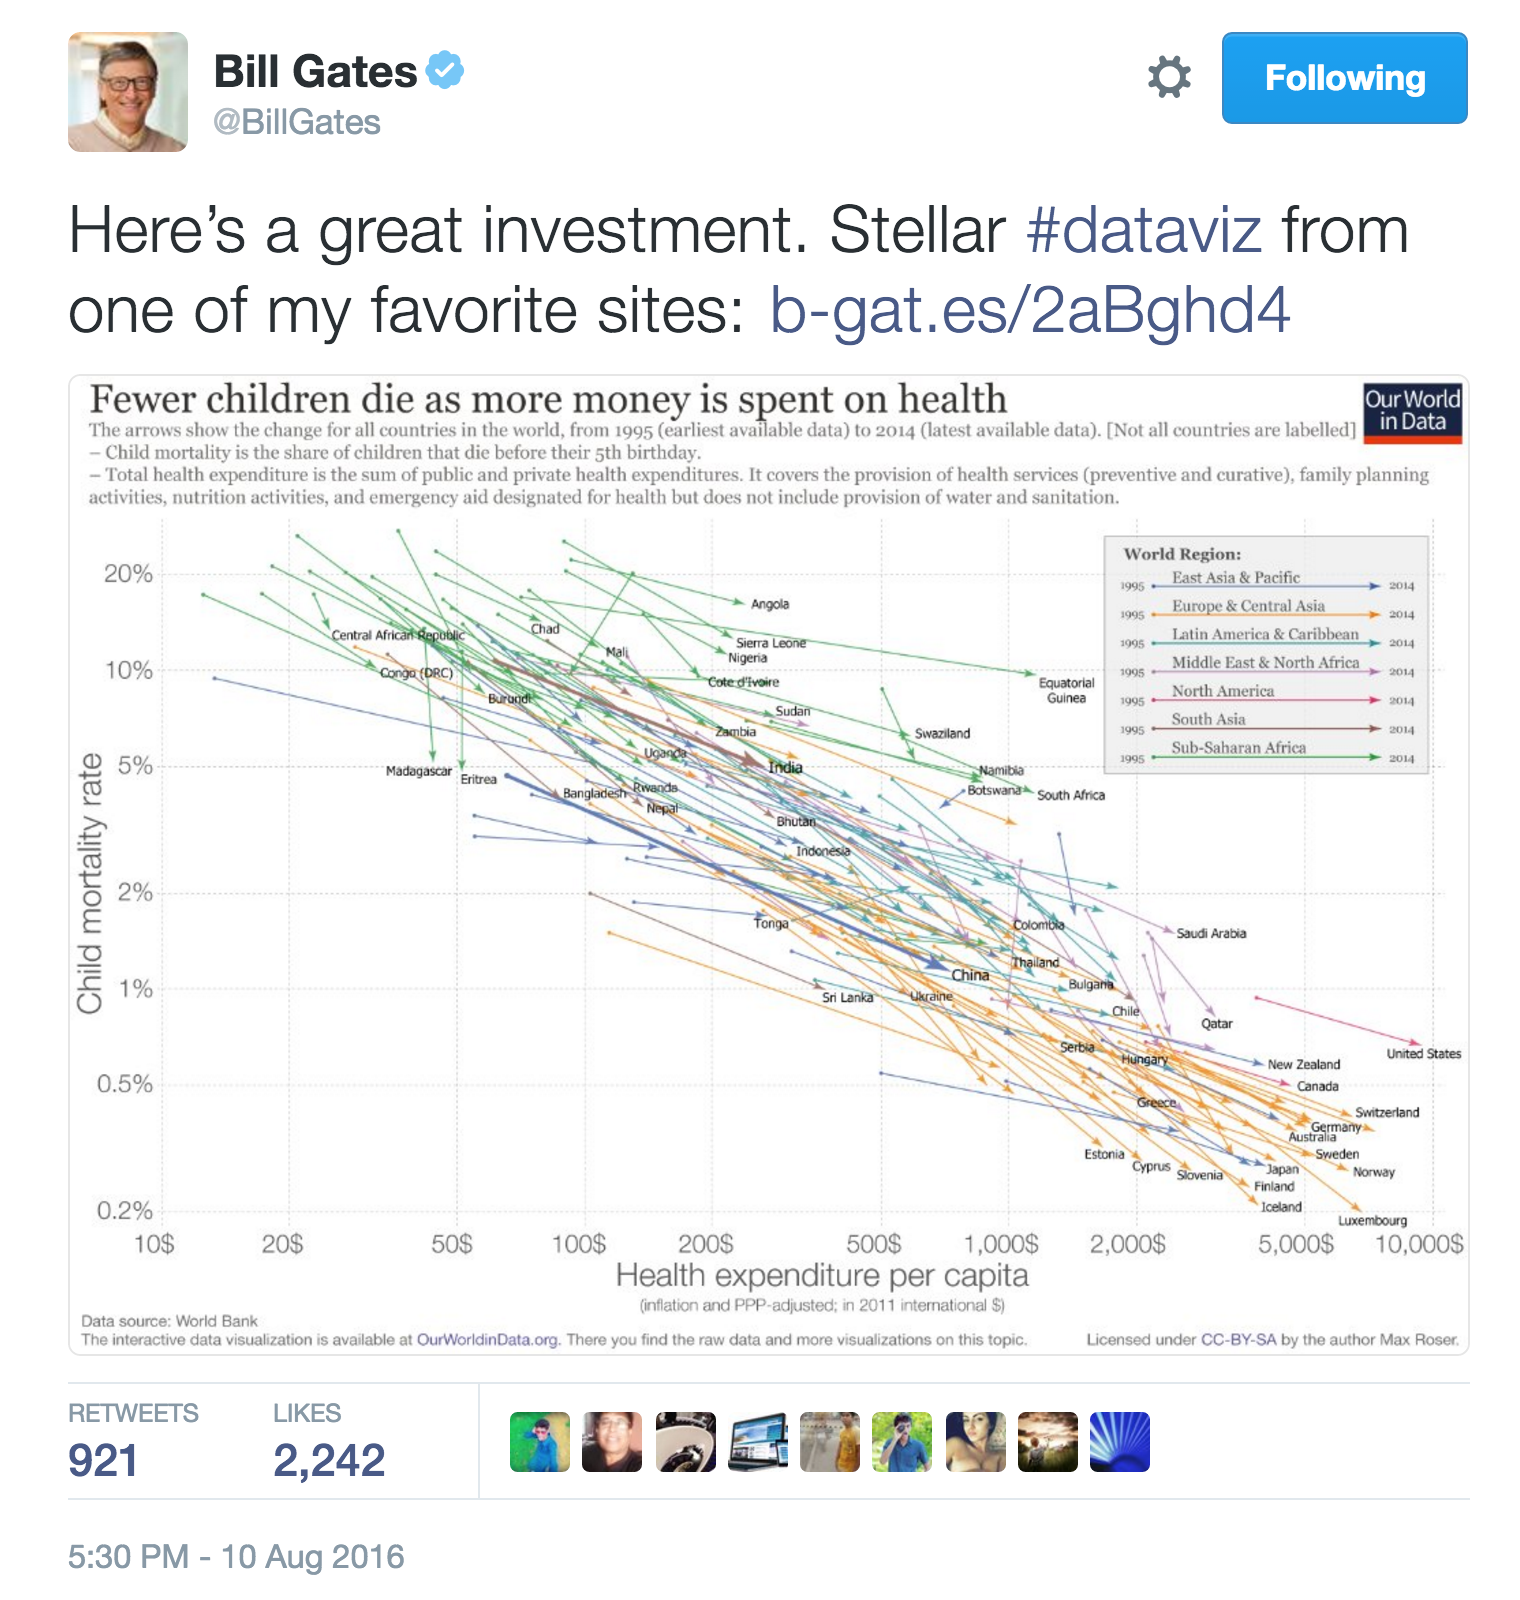 Bill Gates
@BillGates
Following
Here's a great investment. Stellar #dataviz from
one of my favorite sites: b-gat.es/2aBghd4
Fewer children die as more money is spent on health
Our World
in Data
The arrows show the change for all countries in the world, from 1995 (earliest available data) to 2014 (latest available data). [Not all countries are labelled]
– Child mortality is the share of children that die before their 5th birthday.
– Total health expenditure is the sum of public and private health expenditures. It covers the provision of health services (preventive and curative), family planning
activities, nutrition activities, and emergency aid designated for health but does not include provision of water and sanitation.
World Region:
1995 East Asia & Pacific 2014
1995 Europe & Central Asia 2014
1995 Latin America & Caribbean 2014
1995 Middle East & North Africa 2014
1995 North America 2014
1995 South Asia 2014
1995 Sub-Saharan Africa 2014
Child mortality rate
20%
10%
5%
2%
1%
0.5%
0.2%
Angola
Central African Republic
Chad
Sierra Leone
Mali
Nigeria
Congo (DRC)
Cote d'Ivoire
Equatorial
Guinea
Burundi
Sudan
Zambia
Swaziland
Uganda
India
Madagascar
Eritrea
Namibia
Bangladesh
Rwanda
Botswana
South Africa
Nepal
Bhutan
Indonesia
Tonga
Colombia
Saudi Arabia
Thailand
China
Bulgaria
Sri Lanka
Ukraine
Chile
Qatar
Serbia
Hungary
United States
New Zealand
Canada
Greece
Switzerland
Germany
Australia
Estonia
Cyprus
Slovenia
Sweden
Japan
Norway
Finland
Iceland
Luxembourg
10$ 20$ 50$ 100$ 200$ 500$ 1,000$ 2,000$ 5,000$ 10,000$
Health expenditure per capita
(inflation and PPP-adjusted; in 2011 international $)
Data source: World Bank
The interactive data visualization is available at OurWorldinData.org. There you find the raw data and more visualizations on this topic.
Licensed under CC-BY-SA by the author Max Roser.
RETWEETS LIKES
921 2,242
5:30 PM - 10 Aug 2016